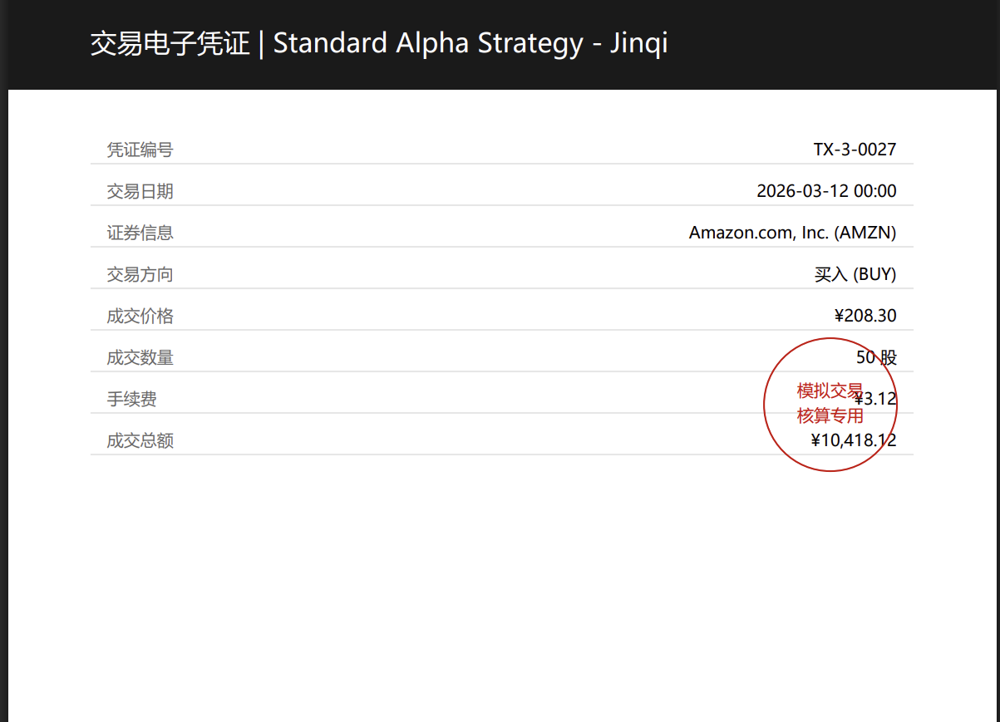 交易电子凭证 | Standard Alpha Strategy - Jinqi
凭证编号 TX-3-0027
交易日期 2026-03-12 00:00
证券信息 Amazon.com, Inc. (AMZN)
交易方向 买入 (BUY)
成交价格 ¥208.30
成交数量 50 股
手续费 ¥3.12
成交总额 ¥10,418.12
模拟交易
核算专用